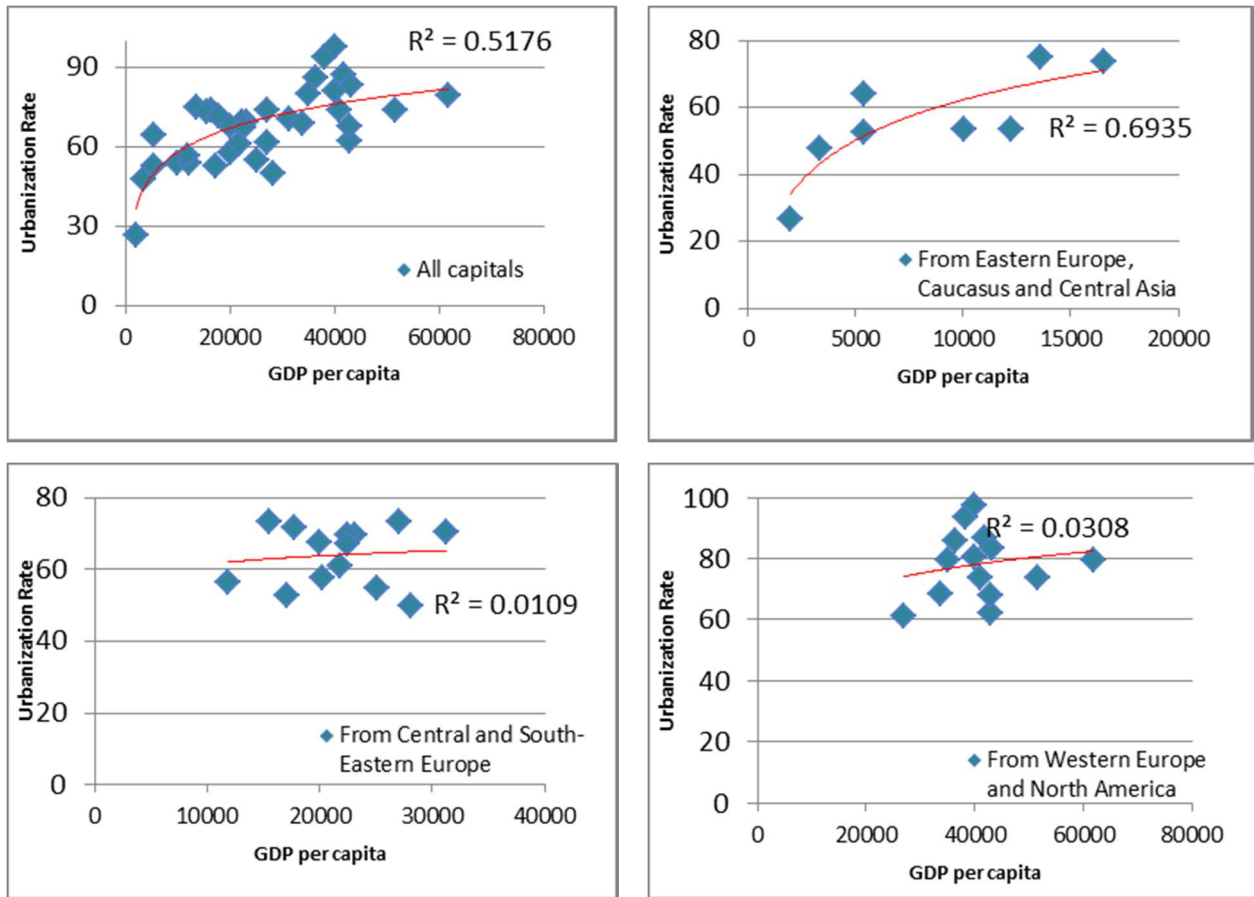 R² = 0.5176
Urbanization Rate
90
60
30
0
All capitals
0 20000 40000 60000 80000
GDP per capita
80
60
40
20
0
Urbanization Rate
R² = 0.6935
From Eastern Europe,
Caucasus and Central Asia
0 5000 10000 15000 20000
GDP per capita
80
60
40
20
0
Urbanization Rate
R² = 0.0109
From Central and South-
Eastern Europe
0 10000 20000 30000 40000
GDP per capita
100
80
60
40
20
0
Urbanization Rate
R² = 0.0308
From Western Europe
and North America
0 20000 40000 60000 80000
GDP per capita